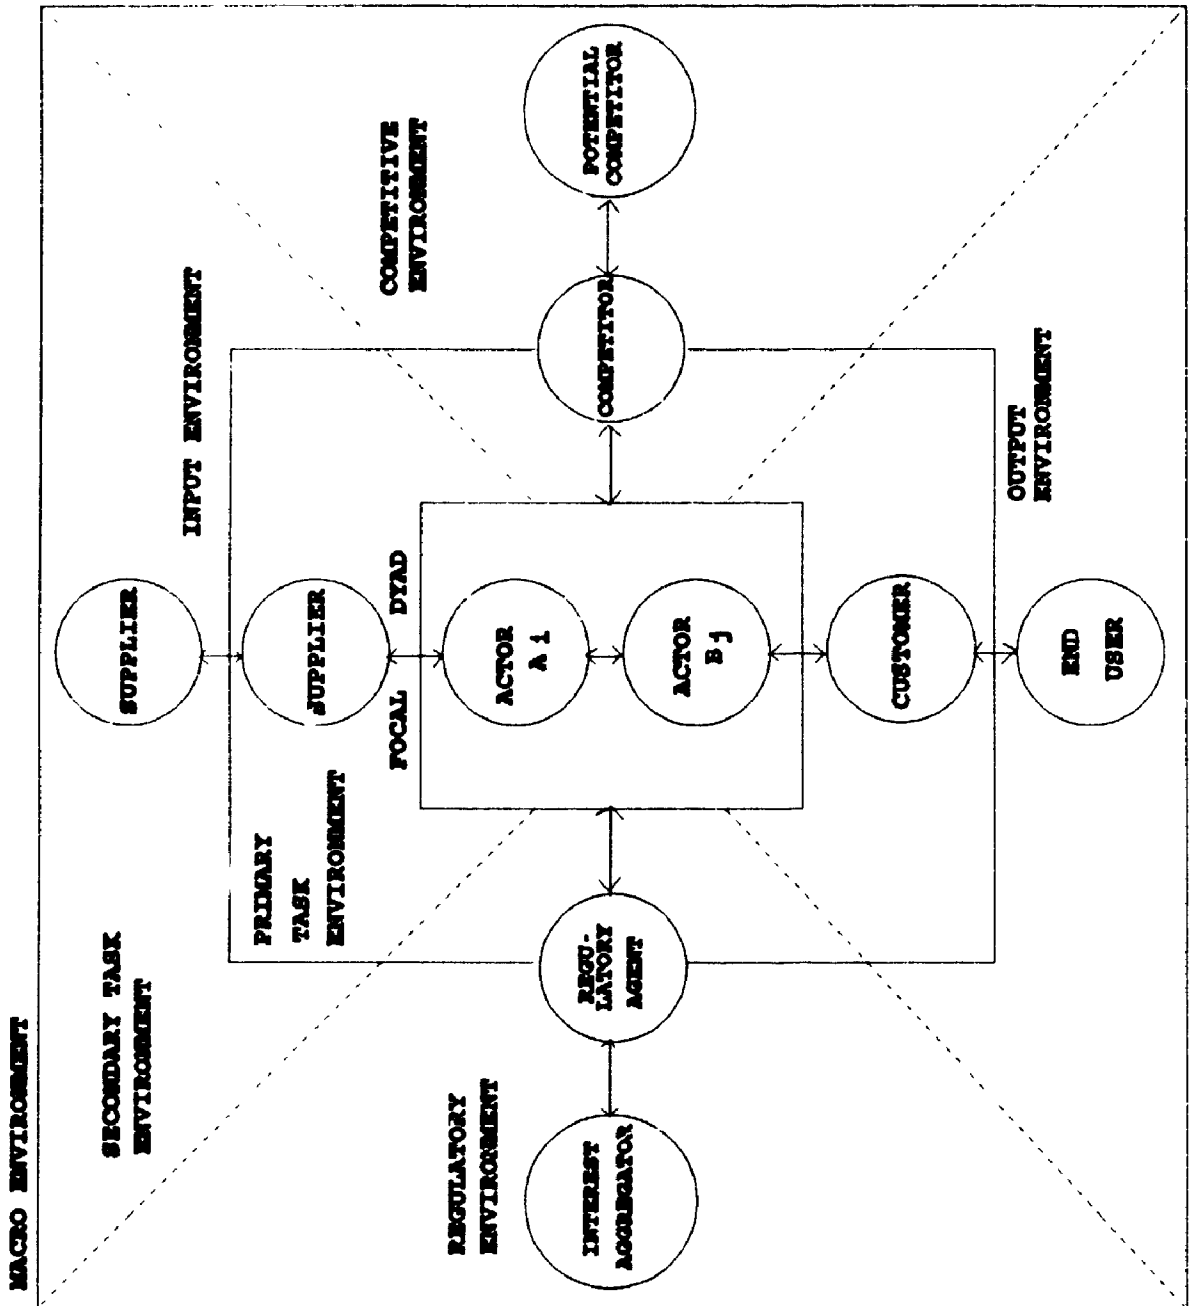 MACRO ENVIRONMENT
SECONDARY TASK
ENVIRONMENT
INPUT ENVIRONMENT
SUPPLIER
PRIMARY
TASK
ENVIRONMENT
SUPPLIER
FOCAL DYAD
REGULATORY
ENVIRONMENT
COMPETITIVE
ENVIRONMENT
INTEREST
AGGREGATOR
REGU-
LATORY
AGENT
ACTOR
A i
ACTOR
B j
COMPETITOR
POTENTIAL
COMPETITOR
CUSTOMER
OUTPUT
ENVIRONMENT
END
USER